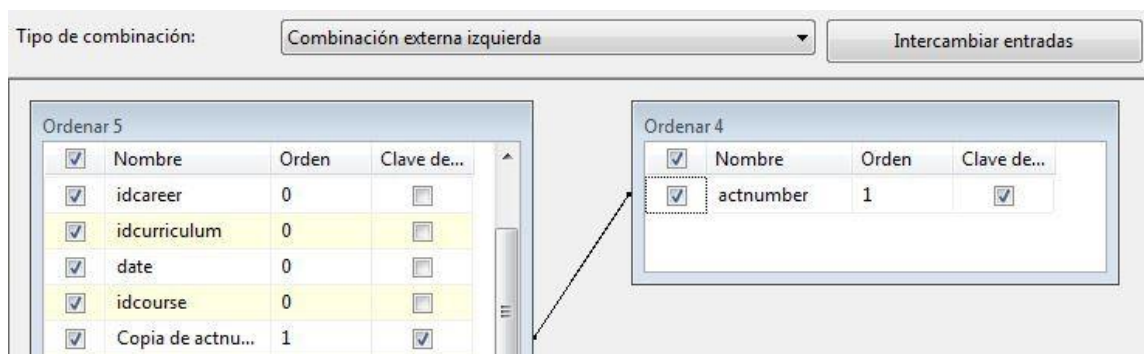 Tipo de combinación: Combinación externa izquierda Intercambiar entradas
Ordenar 5
Nombre Orden Clave de...
idcareer 0
idcurriculum 0
date 0
idcourse 0
Copia de actnu... 1
Ordenar 4
Nombre Orden Clave de...
actnumber 1